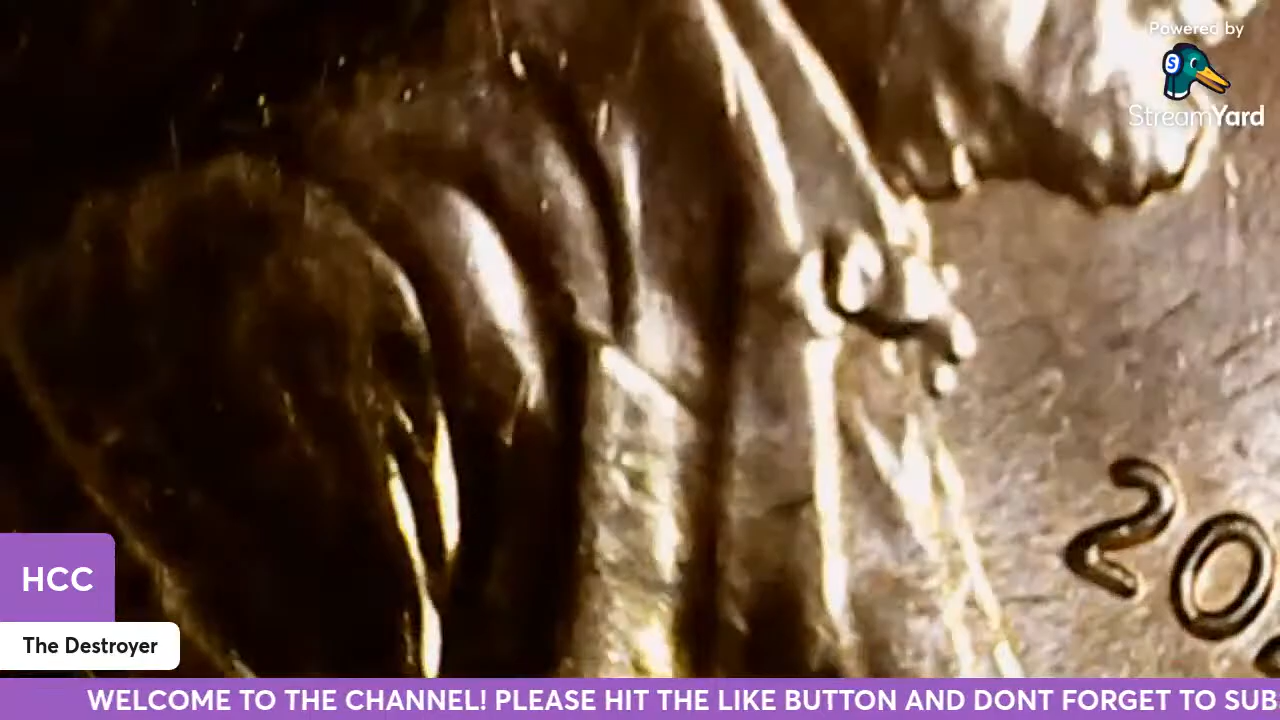 Powered by
StreamYard
20
HCC
The Destroyer
WELCOME TO THE CHANNEL! PLEASE HIT THE LIKE BUTTON AND DONT FORGET TO SUB